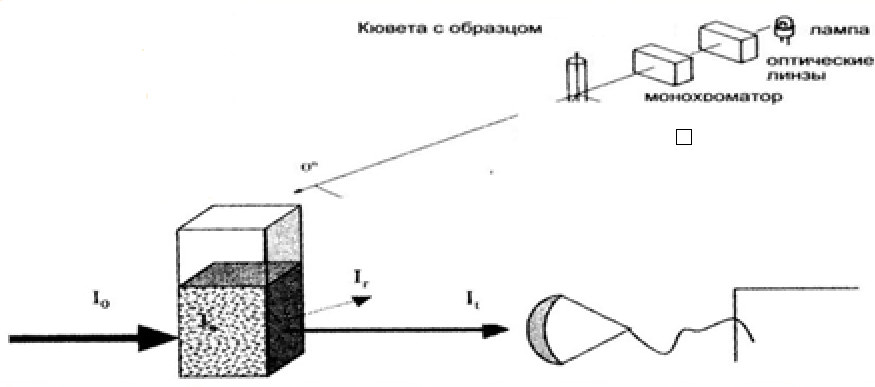 Кювета с образцом
лампа
оптические
линзы
монохроматор
σ°
I₀
Iᵣ
Iₜ